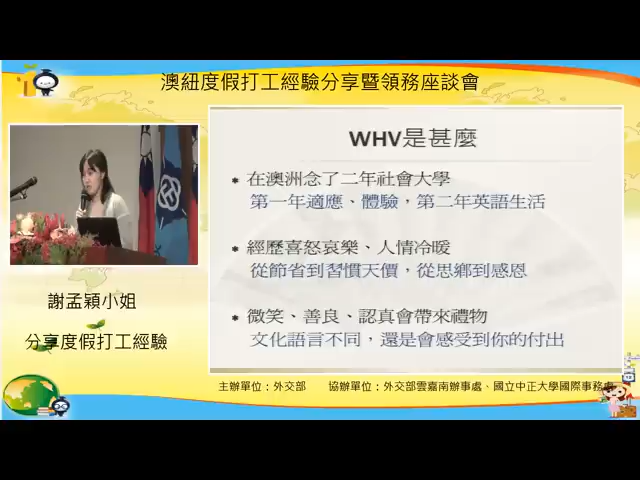 澳紐度假打工經驗分享暨領務座談會
WHV是甚麼
* 在澳洲念了二年社會大學
第一年適應、體驗，第二年英語生活
* 經歷喜怒哀樂、人情冷暖
從節省到習慣天價，從思鄉到感恩
* 微笑、善良、認真會帶來禮物
文化語言不同，還是會感受到你的付出
謝孟穎小姐
分享度假打工經驗
主辦單位：外交部 協辦單位：外交部雲嘉南辦事處、國立中正大學國際事務處